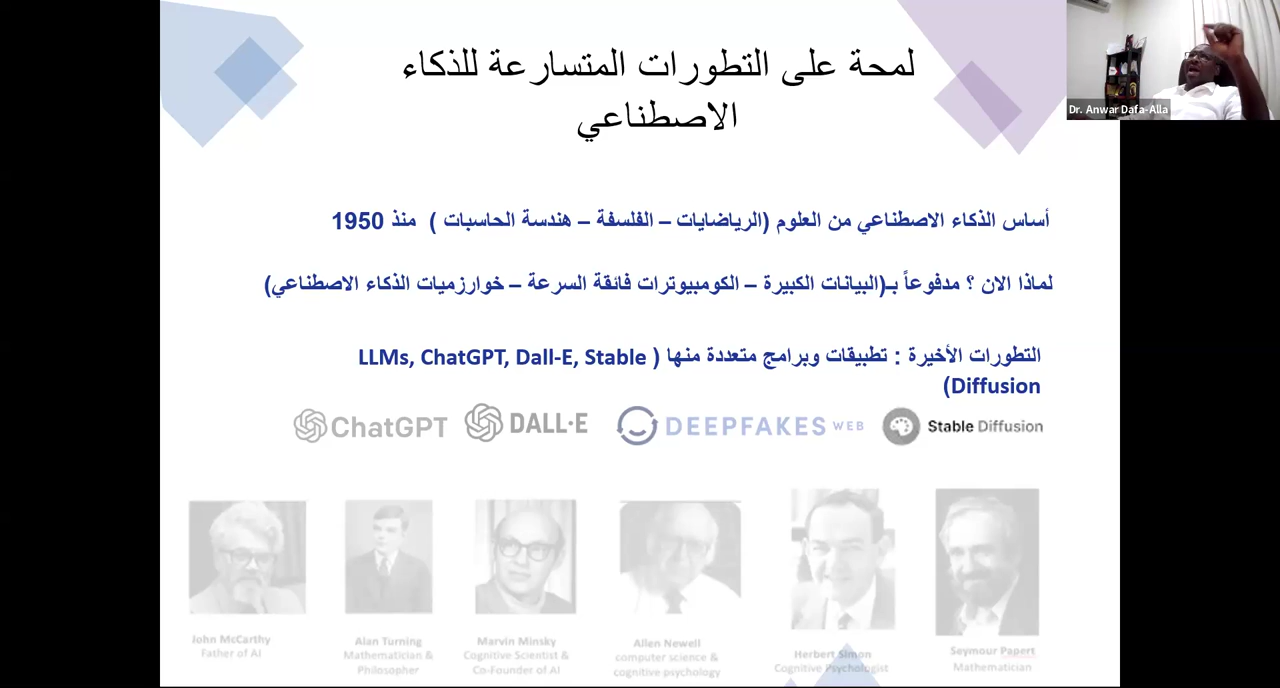 لمحة على التطورات المتسارعة للذكاء
الاصطناعي
Dr. Anwar Dafa-Alla
أساس الذكاء الاصطناعي من العلوم (الرياضايات – الفلسفة – هندسة الحاسبات ) منذ 1950
لماذا الان ؟ مدفوعاً بـ(البيانات الكبيرة – الكومبيوترات فائقة السرعة – خوارزميات الذكاء الاصطناعي)
التطورات الأخيرة : تطبيقات وبرامج متعددة منها ( LLMs, ChatGPT, Dall-E, Stable
Diffusion)
ChatGPT
DALL·E
DEEPFAKES WEB
Stable Diffusion
John McCarthy
Father of AI
Alan Turning
Mathematician &
Philosopher
Marvin Minsky
Cognitive Scientist &
Co-Founder of AI
Allen Newell
computer science &
cognitive psychology
Herbert Simon
Cognitive Psychologist
Seymour Papert
Mathematician